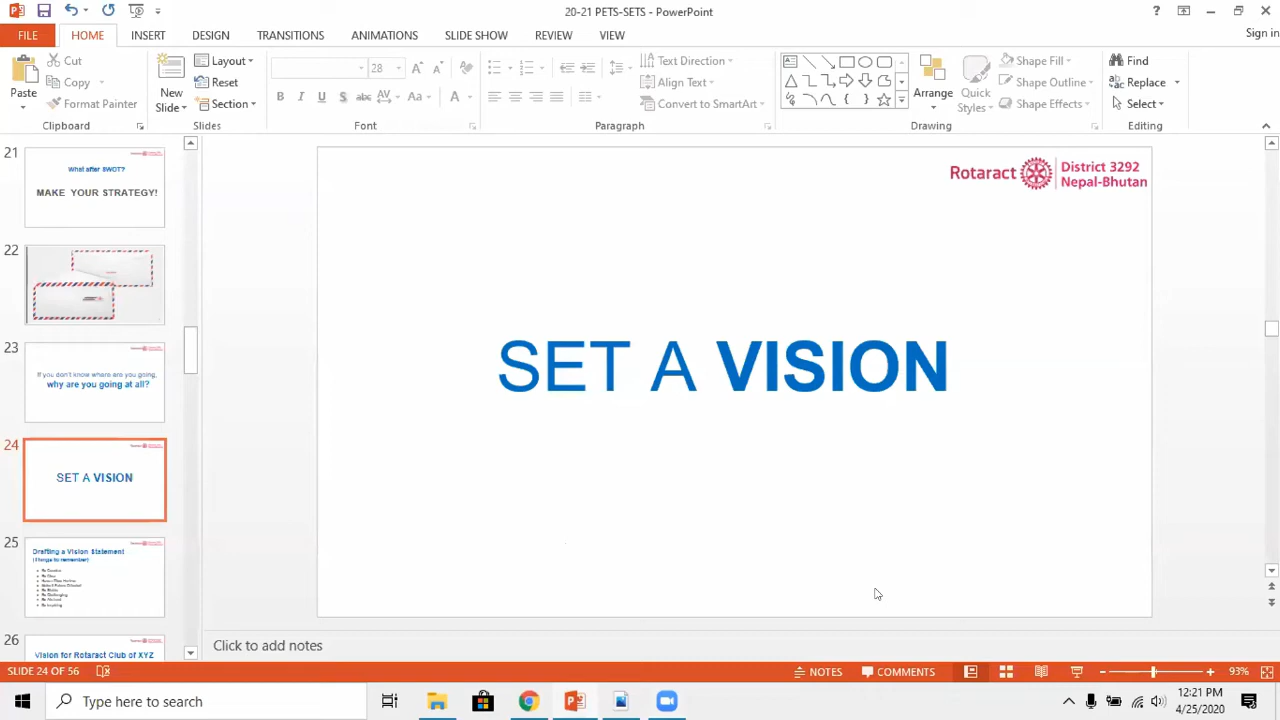 20-21 PETS-SETS - PowerPoint
?
Sign in
FILE HOME INSERT DESIGN TRANSITIONS ANIMATIONS SLIDE SHOW REVIEW VIEW
Paste
Cut
Copy
Format Painter
Clipboard
New Slide
Layout
Reset
Section
Slides
28
B I U S abc AV Aa A
Font
Text Direction
Align Text
Convert to SmartArt
Paragraph
Arrange
Quick Styles
Shape Fill
Shape Outline
Shape Effects
Drawing
Find
Replace
Select
Editing
21
What after SWOT?
MAKE YOUR STRATEGY!
22
23
If you don't know where are you going,
why are you going at all?
24
SET A VISION
25
Drafting a Vision Statement
(Things to remember)
26
Vision for Rotaract Club of XYZ
Rotaract District 3292
Nepal-Bhutan
SET A VISION
Click to add notes
SLIDE 24 OF 56
NOTES
COMMENTS
93%
Type here to search
12:21 PM
4/25/2020